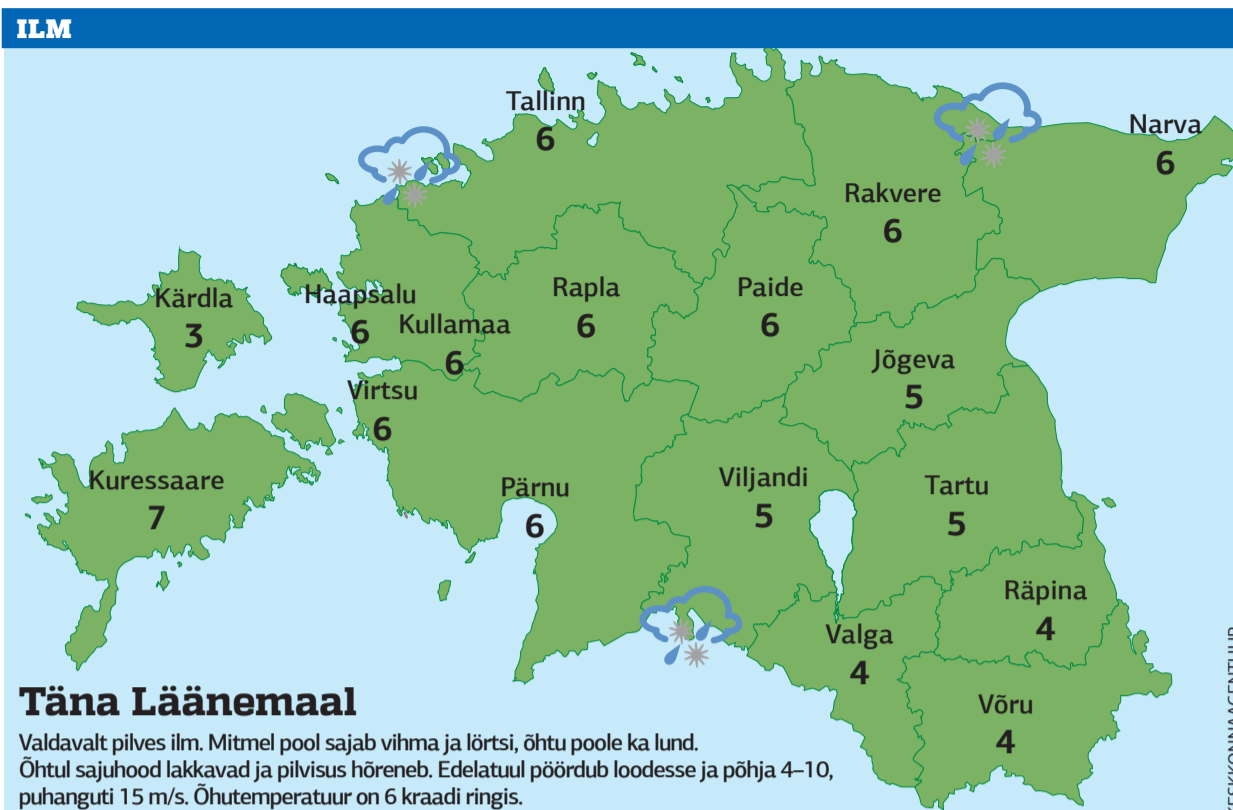 ILM
Tallinn
6
Narva
6
Rakvere
6
Kärdla
3
Haapsalu
6
Kullamaa
6
Rapla
6
Paide
6
Jõgeva
5
Virtsu
6
Kuressaare
7
Pärnu
6
Viljandi
5
Tartu
5
Räpina
4
Valga
4
Võru
4
Täna Läänemaal
Valdavalt pilves ilm. Mitmel pool sajab vihma ja lörtsi, õhtu poole ka lund.
Õhtul sajuhood lakkavad ja pilvisus hõreneb. Edelatuul pöördub loodesse ja põhja 4–10,
puhanguti 15 m/s. Õhutemperatuur on 6 kraadi ringis.